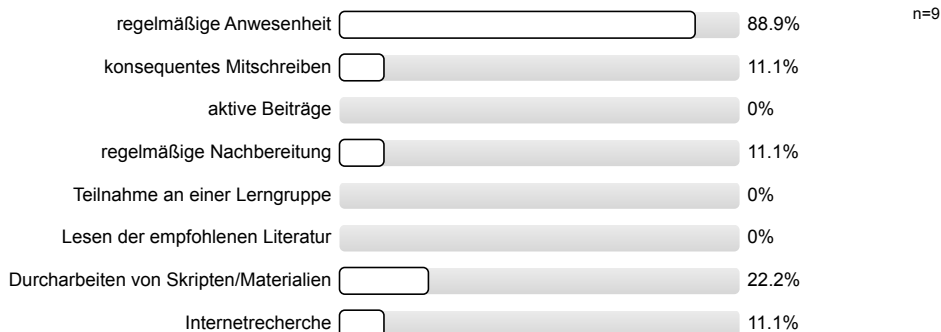 regelmäßige Anwesenheit 88.9% n=9
konsequentes Mitschreiben 11.1%
aktive Beiträge 0%
regelmäßige Nachbereitung 11.1%
Teilnahme an einer Lerngruppe 0%
Lesen der empfohlenen Literatur 0%
Durcharbeiten von Skripten/Materialien 22.2%
Internetrecherche 11.1%